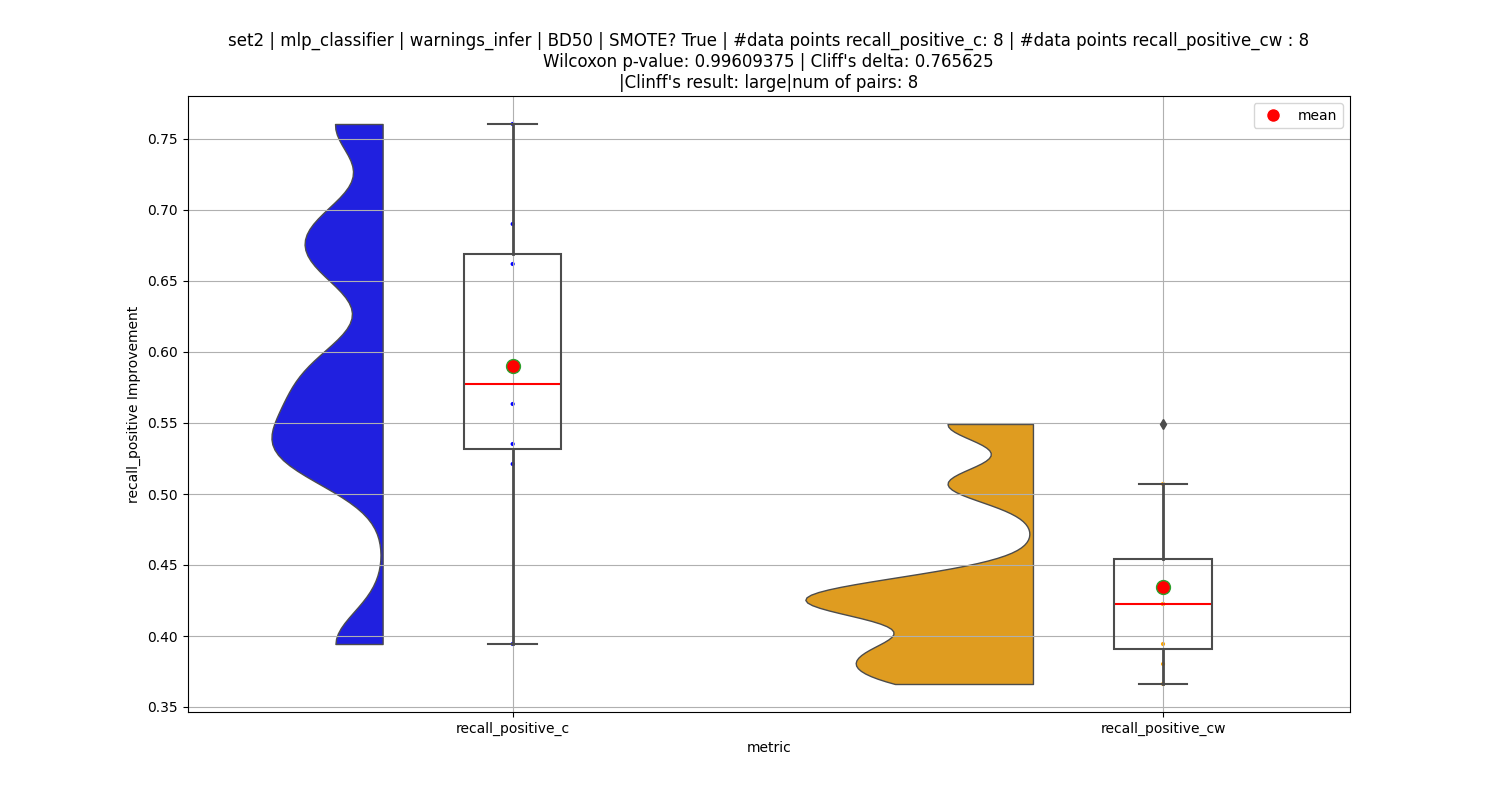 set2 | mlp_classifier | warnings_infer | BD50 | SMOTE? True | #data points recall_positive_c: 8 | #data points recall_positive_cw : 8
Wilcoxon p-value: 0.99609375 | Cliff's delta: 0.765625
|Clinff's result: large|num of pairs: 8
mean
0.75
0.70
0.65
0.60
0.55
0.50
0.45
0.40
0.35
recall_positive Improvement
recall_positive_c
recall_positive_cw
metric